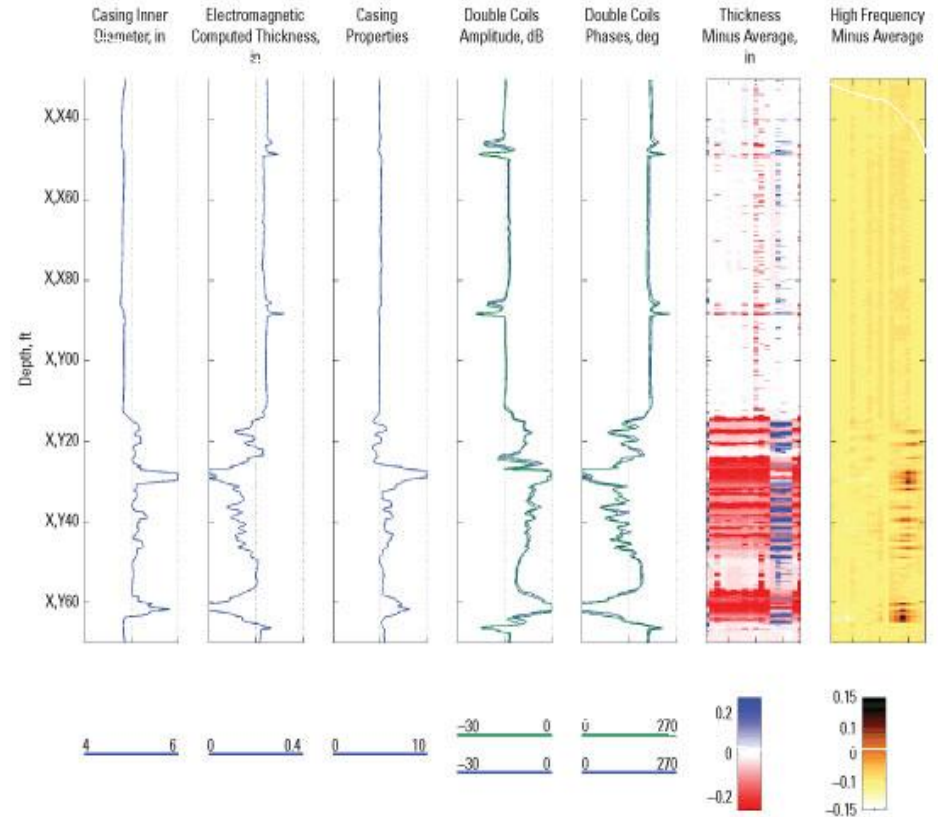 Casing Inner
Diameter, in
Electromagnetic
Computed Thickness,
in
Casing
Properties
Double Coils
Amplitude, dB
Double Coils
Phases, deg
Thickness
Minus Average,
in
High Frequency
Minus Average
Depth, ft
X,X40
X,X60
X,X80
X,Y00
X,Y20
X,Y40
X,Y60
4 6
0 0.4
0 10
–30 0
–30 0
0 270
0 270
0.2
0
–0.2
0.15
0.1
0
–0.1
–0.15